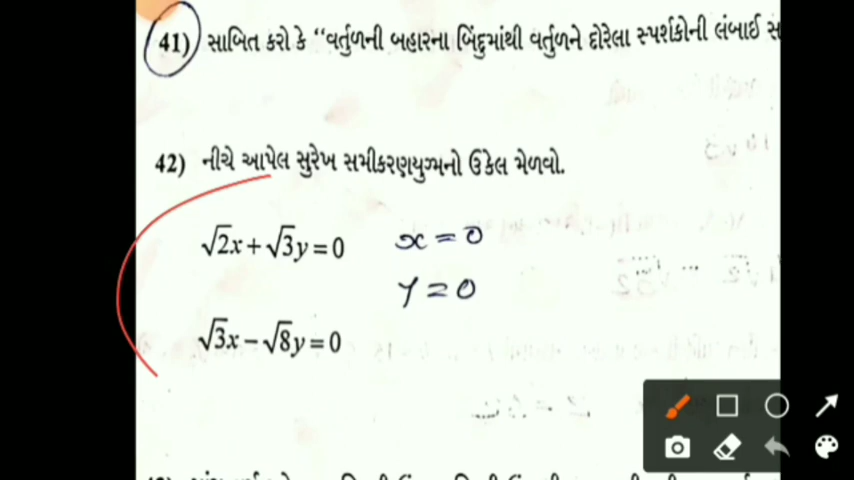 41) સાબિત કરો કે “વર્તુળની બહારના બિંદુમાંથી વર્તુળને દોરેલા સ્પર્શકોની લંબાઈ સ
42) નીચે આપેલ સુરેખ સમીકરણયુગ્મનો ઉકેલ મેળવો.
√2x + √3y = 0 x = 0
y = 0
√3x − √8y = 0